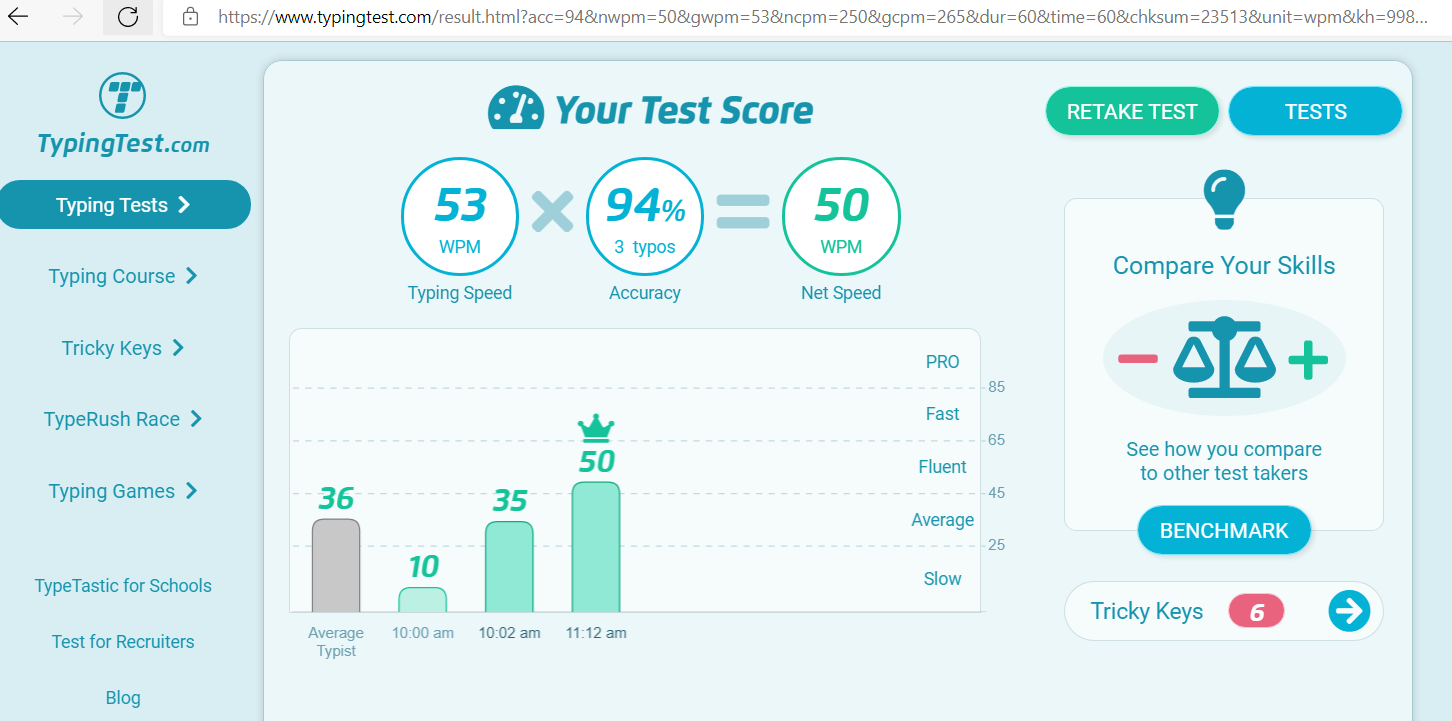 https://www.typingtest.com/result.html?acc=94&nwpm=50&gwpm=53&ncpm=250&gcpm=265&dur=60&time=60&chksum=23513&unit=wpm&kh=998...
T
TypingTest.com
Typing Tests
Typing Course
Tricky Keys
TypeRush Race
Typing Games
TypeTastic for Schools
Test for Recruiters
Blog
Your Test Score
RETAKE TEST
TESTS
53
WPM
Typing Speed
94%
3 typos
Accuracy
50
WPM
Net Speed
PRO
85
Fast
65
Fluent
45
Average
25
Slow
36
10
35
50
Average
Typist
10:00 am
10:02 am
11:12 am
Compare Your Skills
See how you compare
to other test takers
BENCHMARK
Tricky Keys 6